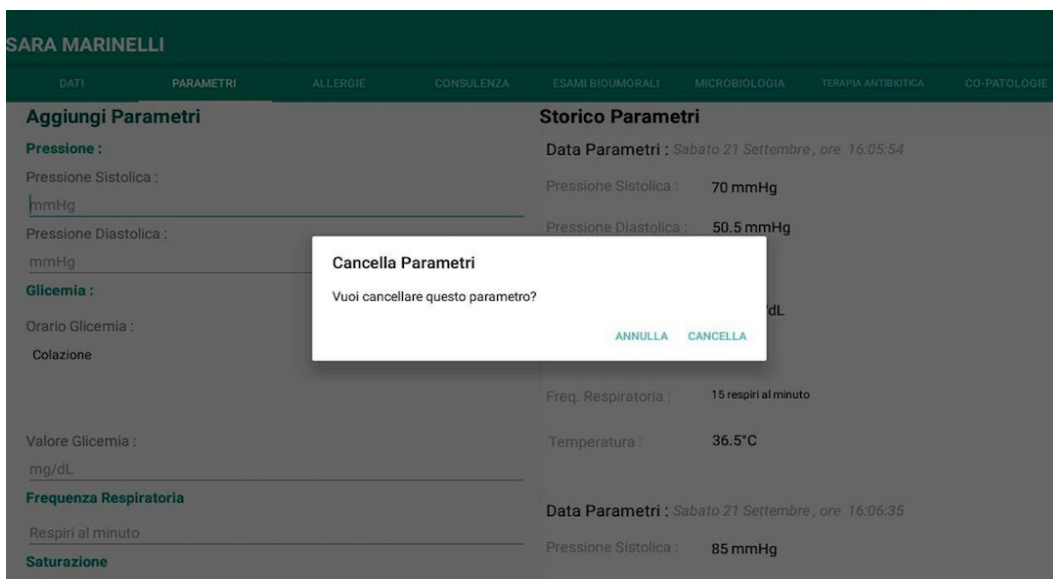 SARA MARINELLI
DATI PARAMETRI ALLERGIE CONSULENZA ESAMI BIOUMORALI MICROBIOLOGIA TERAPIA ANTIBIOTICA CO-PATOLOGIE
Aggiungi Parametri
Pressione :
Pressione Sistolica :
mmHg
Pressione Diastolica :
mmHg
Glicemia :
Orario Glicemia :
Colazione
Valore Glicemia :
mg/dL
Frequenza Respiratoria
Respiri al minuto
Saturazione
Storico Parametri
Data Parametri : Sabato 21 Settembre , ore 16:05:54
Pressione Sistolica : 70 mmHg
Pressione Diastolica : 50.5 mmHg
/dL
Freq. Respiratoria : 15 respiri al minuto
Temperatura : 36.5°C
Data Parametri : Sabato 21 Settembre , ore 16:06:35
Pressione Sistolica : 85 mmHg
Cancella Parametri
Vuoi cancellare questo parametro?
ANNULLA CANCELLA